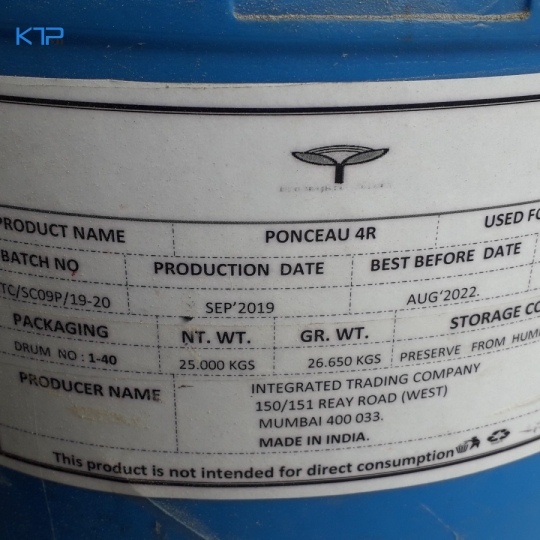 KTP
PRODUCT NAME PONCEAU 4R USED FO
BATCH NO PRODUCTION DATE BEST BEFORE DATE
TC/SC09P/19-20 SEP'2019 AUG'2022.
PACKAGING NT. WT. GR. WT. STORAGE CO
DRUM NO : 1-40 25.000 KGS 26.650 KGS PRESERVE FROM HUM
PRODUCER NAME INTEGRATED TRADING COMPANY
150/151 REAY ROAD (WEST)
MUMBAI 400 033.
MADE IN INDIA.
This product is not intended for direct consumption